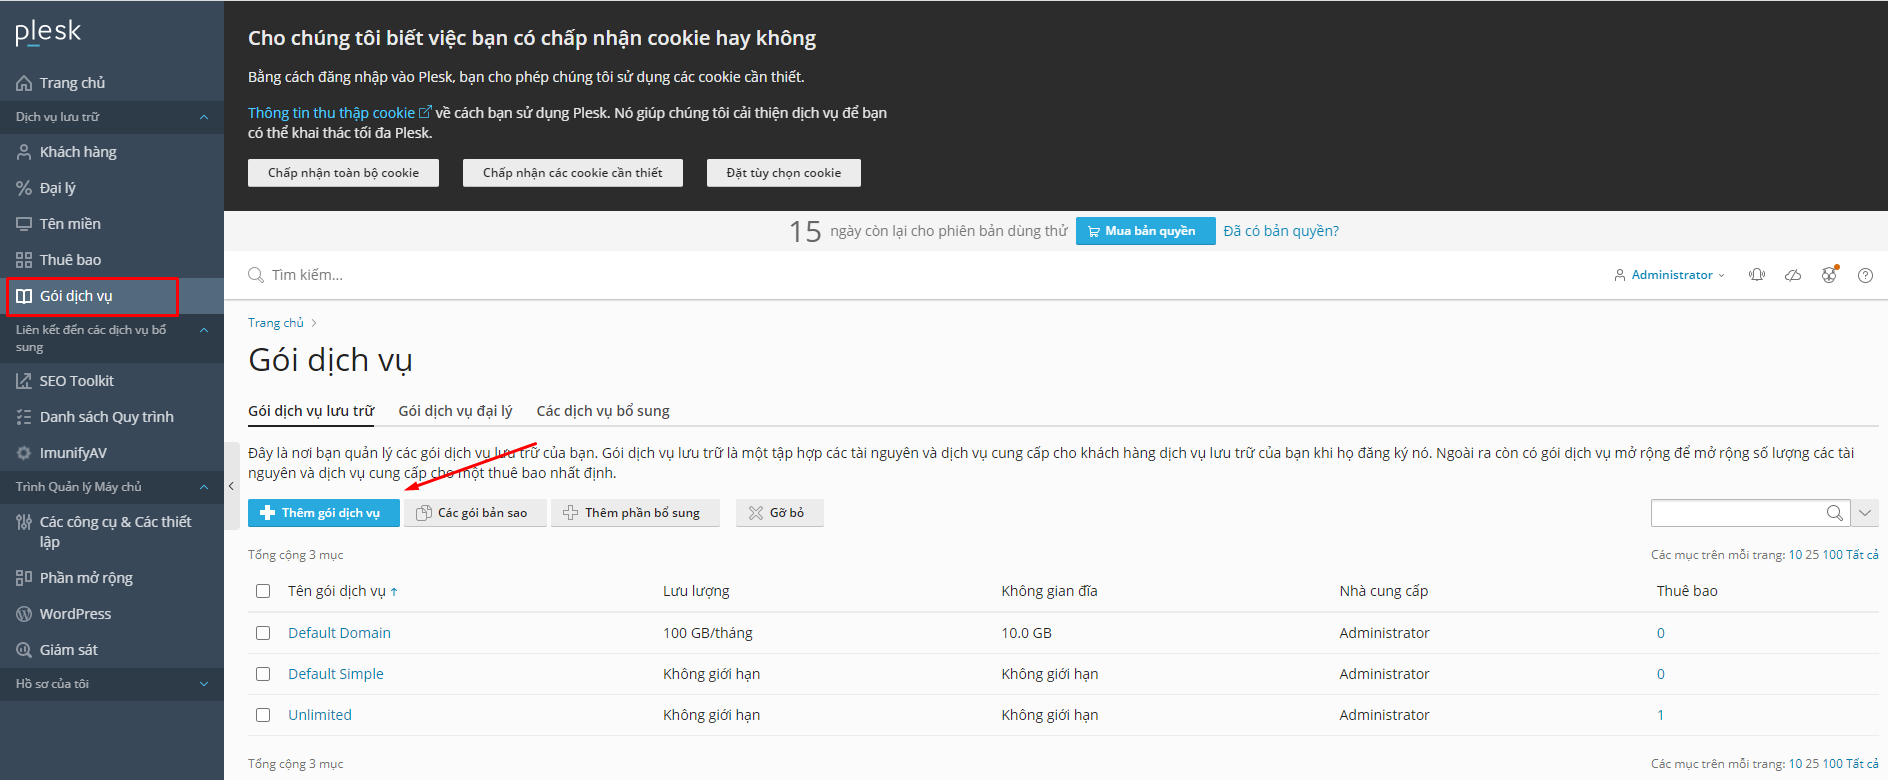 plesk
Trang chủ
Dịch vụ lưu trữ
Khách hàng
Đại lý
Tên miền
Thuê bao
Gói dịch vụ
Liên kết đến các dịch vụ bổ
sung
SEO Toolkit
Danh sách Quy trình
ImunifyAV
Trình Quản lý Máy chủ
Các công cụ & Các thiết
lập
Phần mở rộng
WordPress
Giám sát
Hồ sơ của tôi
Cho chúng tôi biết việc bạn có chấp nhận cookie hay không
Bằng cách đăng nhập vào Plesk, bạn cho phép chúng tôi sử dụng các cookie cần thiết.
Thông tin thu thập cookie về cách bạn sử dụng Plesk. Nó giúp chúng tôi cải thiện dịch vụ để bạn
có thể khai thác tối đa Plesk.
Chấp nhận toàn bộ cookie Chấp nhận các cookie cần thiết Đặt tùy chọn cookie
15 ngày còn lại cho phiên bản dùng thử Mua bản quyền Đã có bản quyền?
Tìm kiếm... Administrator
Trang chủ
Gói dịch vụ
Gói dịch vụ lưu trữ Gói dịch vụ đại lý Các dịch vụ bổ sung
Đây là nơi bạn quản lý các gói dịch vụ lưu trữ của bạn. Gói dịch vụ lưu trữ là một tập hợp các tài nguyên và dịch vụ cung cấp cho khách hàng dịch vụ lưu trữ của bạn khi họ đăng ký nó. Ngoài ra còn có gói dịch vụ mở rộng để mở rộng số lượng các tài
nguyên và dịch vụ cung cấp cho một thuê bao nhất định.
Thêm gói dịch vụ Các gói bản sao Thêm phần bổ sung Gỡ bỏ
Tổng cộng 3 mục Các mục trên mỗi trang: 10 25 100 Tất cả
Tên gói dịch vụ ↑ Lưu lượng Không gian đĩa Nhà cung cấp Thuê bao
Default Domain 100 GB/tháng 10.0 GB Administrator 0
Default Simple Không giới hạn Không giới hạn Administrator 0
Unlimited Không giới hạn Không giới hạn Administrator 1
Tổng cộng 3 mục Các mục trên mỗi trang: 10 25 100 Tất cả